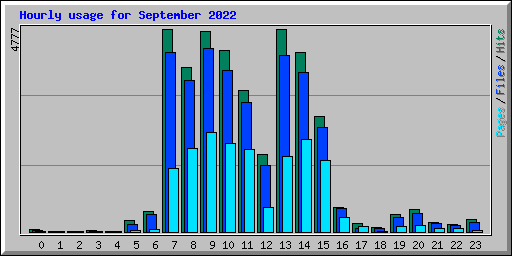 Hourly usage for September 2022
4777
Pages/Files/Hits
0 1 2 3 4 5 6 7 8 9 10 11 12 13 14 15 16 17 18 19 20 21 22 23